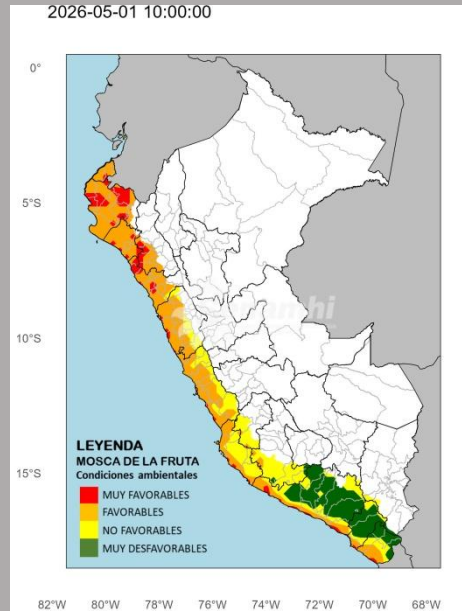 2026-05-01 10:00:00
0°
5°S
10°S
15°S
LEYENDA
MOSCA DE LA FRUTA
Condiciones ambientales
MUY FAVORABLES
FAVORABLES
NO FAVORABLES
MUY DESFAVORABLES
82°W 80°W 78°W 76°W 74°W 72°W 70°W 68°W